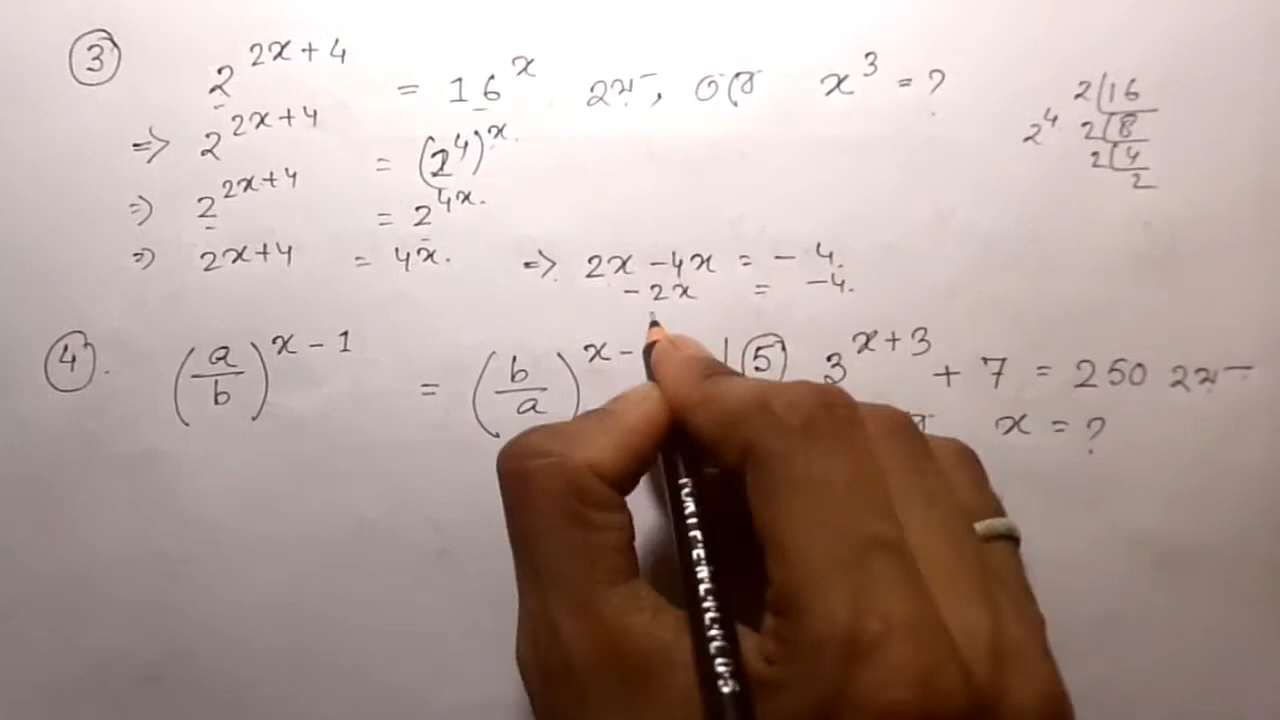 ③ 2^{2x+4} = 16^x হয়, তবে x^3 = ?
⇒ 2^{2x+4} = (2^4)^x.
⇒ 2^{2x+4} = 2^{4x}.
⇒ 2x+4 = 4x. ⇒ 2x - 4x = - 4.
- 2x = - 4.
2^4
2 | 16
2 | 8
2 | 4
2
④. (a/b)^{x-1} = (b/a)^{x-
⑤ 3^{x+3} + 7 = 250 হয়
x = ?